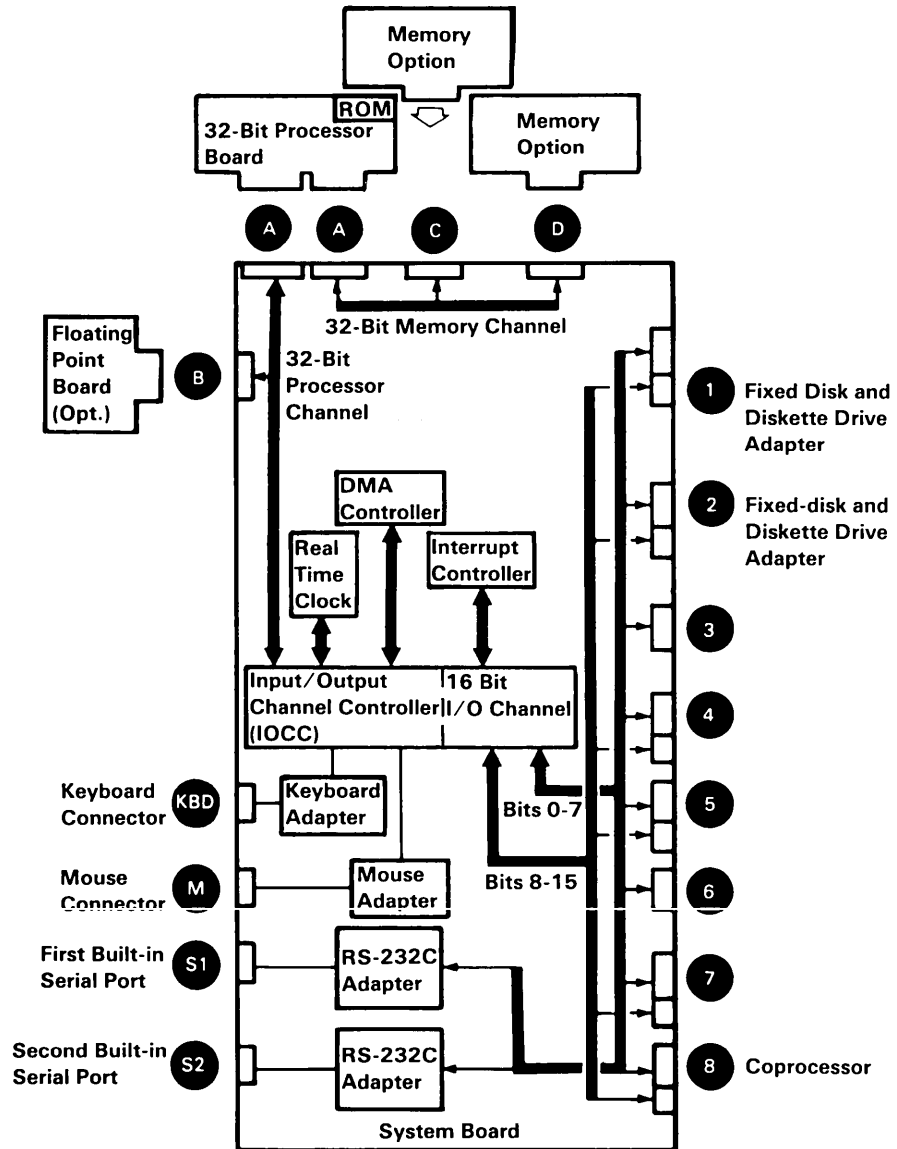 Memory
Option
ROM
32-Bit Processor
Board
Memory
Option
A
A
C
D
32-Bit Memory Channel
Floating
Point
Board
(Opt.)
B
32-Bit
Processor
Channel
1
Fixed Disk and
Diskette Drive
Adapter
DMA
Controller
2
Fixed-disk and
Diskette Drive
Adapter
Real
Time
Clock
Interrupt
Controller
3
Input/Output
Channel Controller
(IOCC)
16 Bit
I/O Channel
4
Keyboard
Connector
KBD
Keyboard
Adapter
Bits 0-7
5
Mouse
Connector
M
Mouse
Adapter
Bits 8-15
6
First Built-in
Serial Port
S1
RS-232C
Adapter
7
Second Built-in
Serial Port
S2
RS-232C
Adapter
8
Coprocessor
System Board